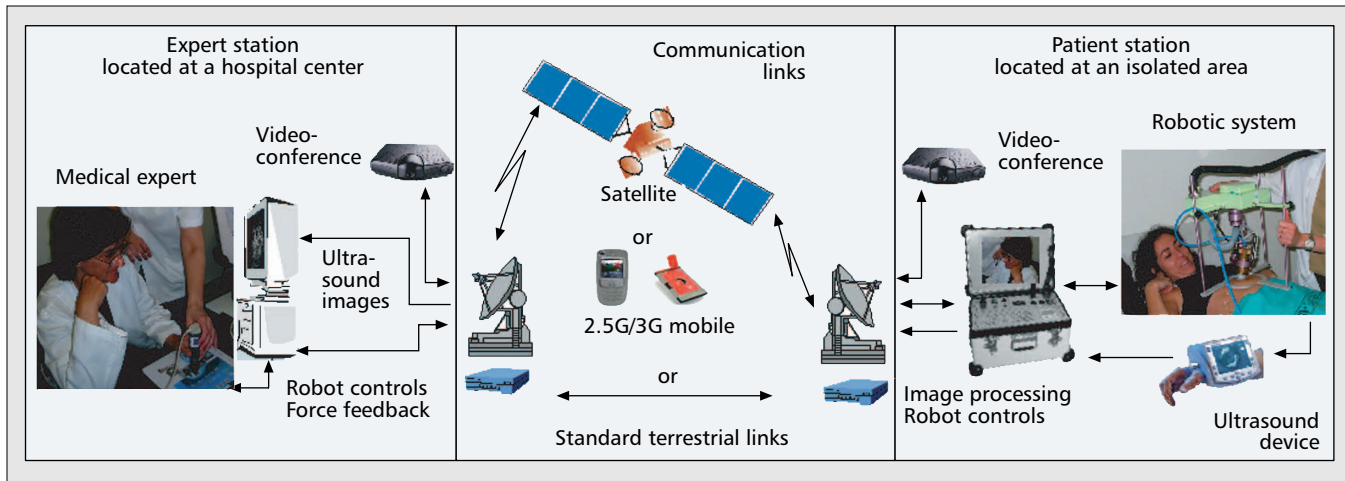 Expert station
located at a hospital center
Video-
conference
Medical expert
Ultra-
sound
images
Robot controls
Force feedback
Communication
links
Satellite
or
2.5G/3G mobile
or
Standard terrestrial links
Patient station
located at an isolated area
Video-
conference
Robotic system
Image processing
Robot controls
Ultrasound
device